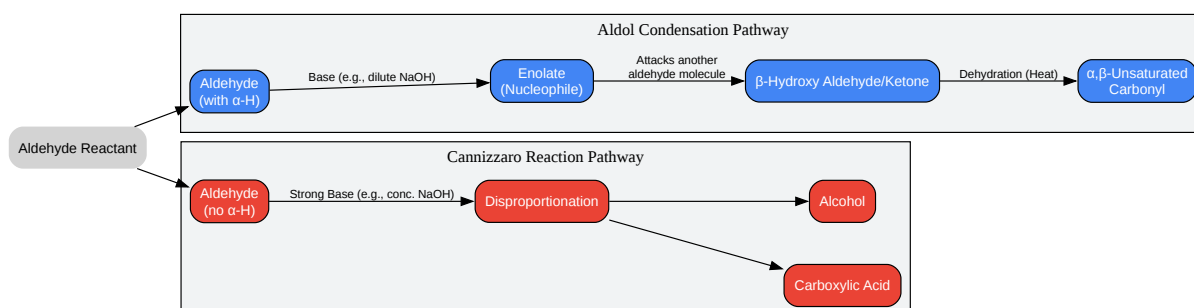 Aldol Condensation Pathway
Aldehyde
(with α-H)
Base (e.g., dilute NaOH)
Enolate
(Nucleophile)
Attacks another
aldehyde molecule
β-Hydroxy Aldehyde/Ketone
Dehydration (Heat)
α,β-Unsaturated
Carbonyl
Aldehyde Reactant
Cannizzaro Reaction Pathway
Aldehyde
(no α-H)
Strong Base (e.g., conc. NaOH)
Disproportionation
Alcohol
Carboxylic Acid